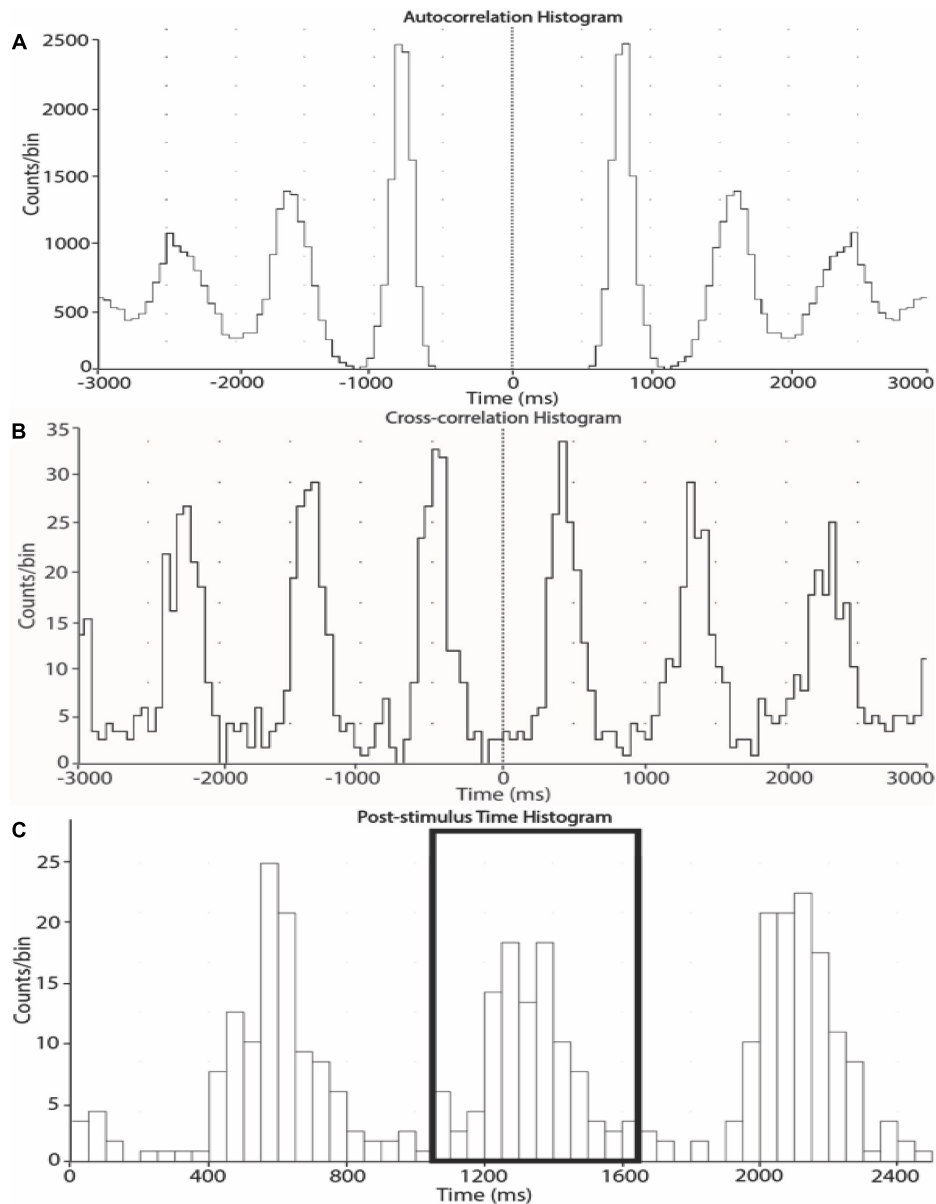 Autocorrelation Histogram
A
2500
2000
1500
1000
500
0
Counts/bin
-3000 -2000 -1000 0 1000 2000 3000
Time (ms)
Cross-correlation Histogram
B
35
30
25
20
15
10
5
0
Counts/bin
-3000 -2000 -1000 0 1000 2000 3000
Time (ms)
Post-stimulus Time Histogram
C
25
20
15
10
5
0
Counts/bin
0 400 800 1200 1600 2000 2400
Time (ms)